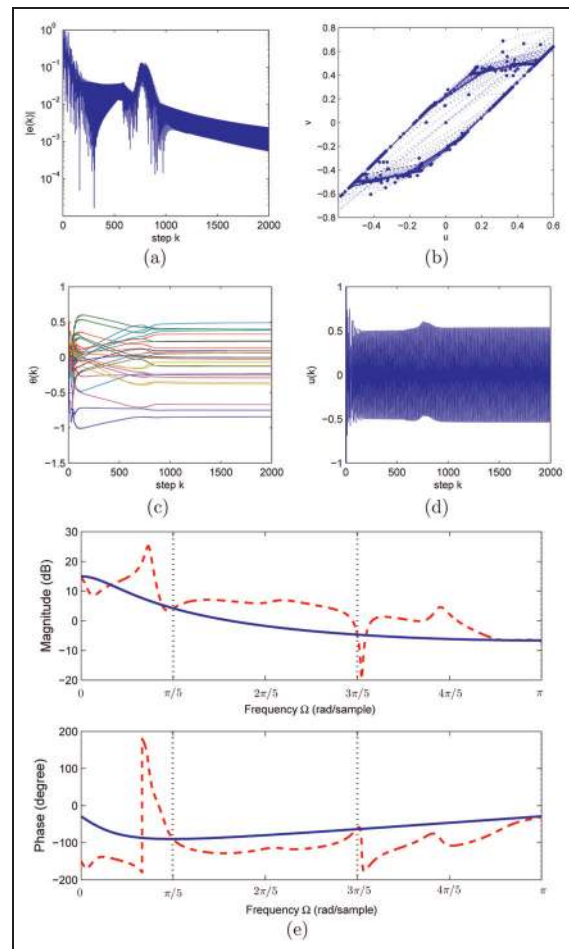 10^0
10^-1
10^-2
10^-3
10^-4
|e(k)|
0 500 1000 1500 2000
step k
(a)
0.8
0.6
0.4
0.2
0
−0.2
−0.4
−0.6
−0.8
v
−0.4 −0.2 0 0.2 0.4 0.6
u
(b)
1
0.5
0
−0.5
−1
−1.5
θ(k)
0 500 1000 1500 2000
step k
(c)
1
0.5
0
−0.5
−1
u(k)
0 500 1000 1500 2000
step k
(d)
30
20
10
0
−10
−20
Magnitude (dB)
0 π/5 2π/5 3π/5 4π/5 π
Frequency Ω (rad/sample)
200
100
0
−100
−200
Phase (degree)
0 π/5 2π/5 3π/5 4π/5 π
Frequency Ω (rad/sample)
(e)